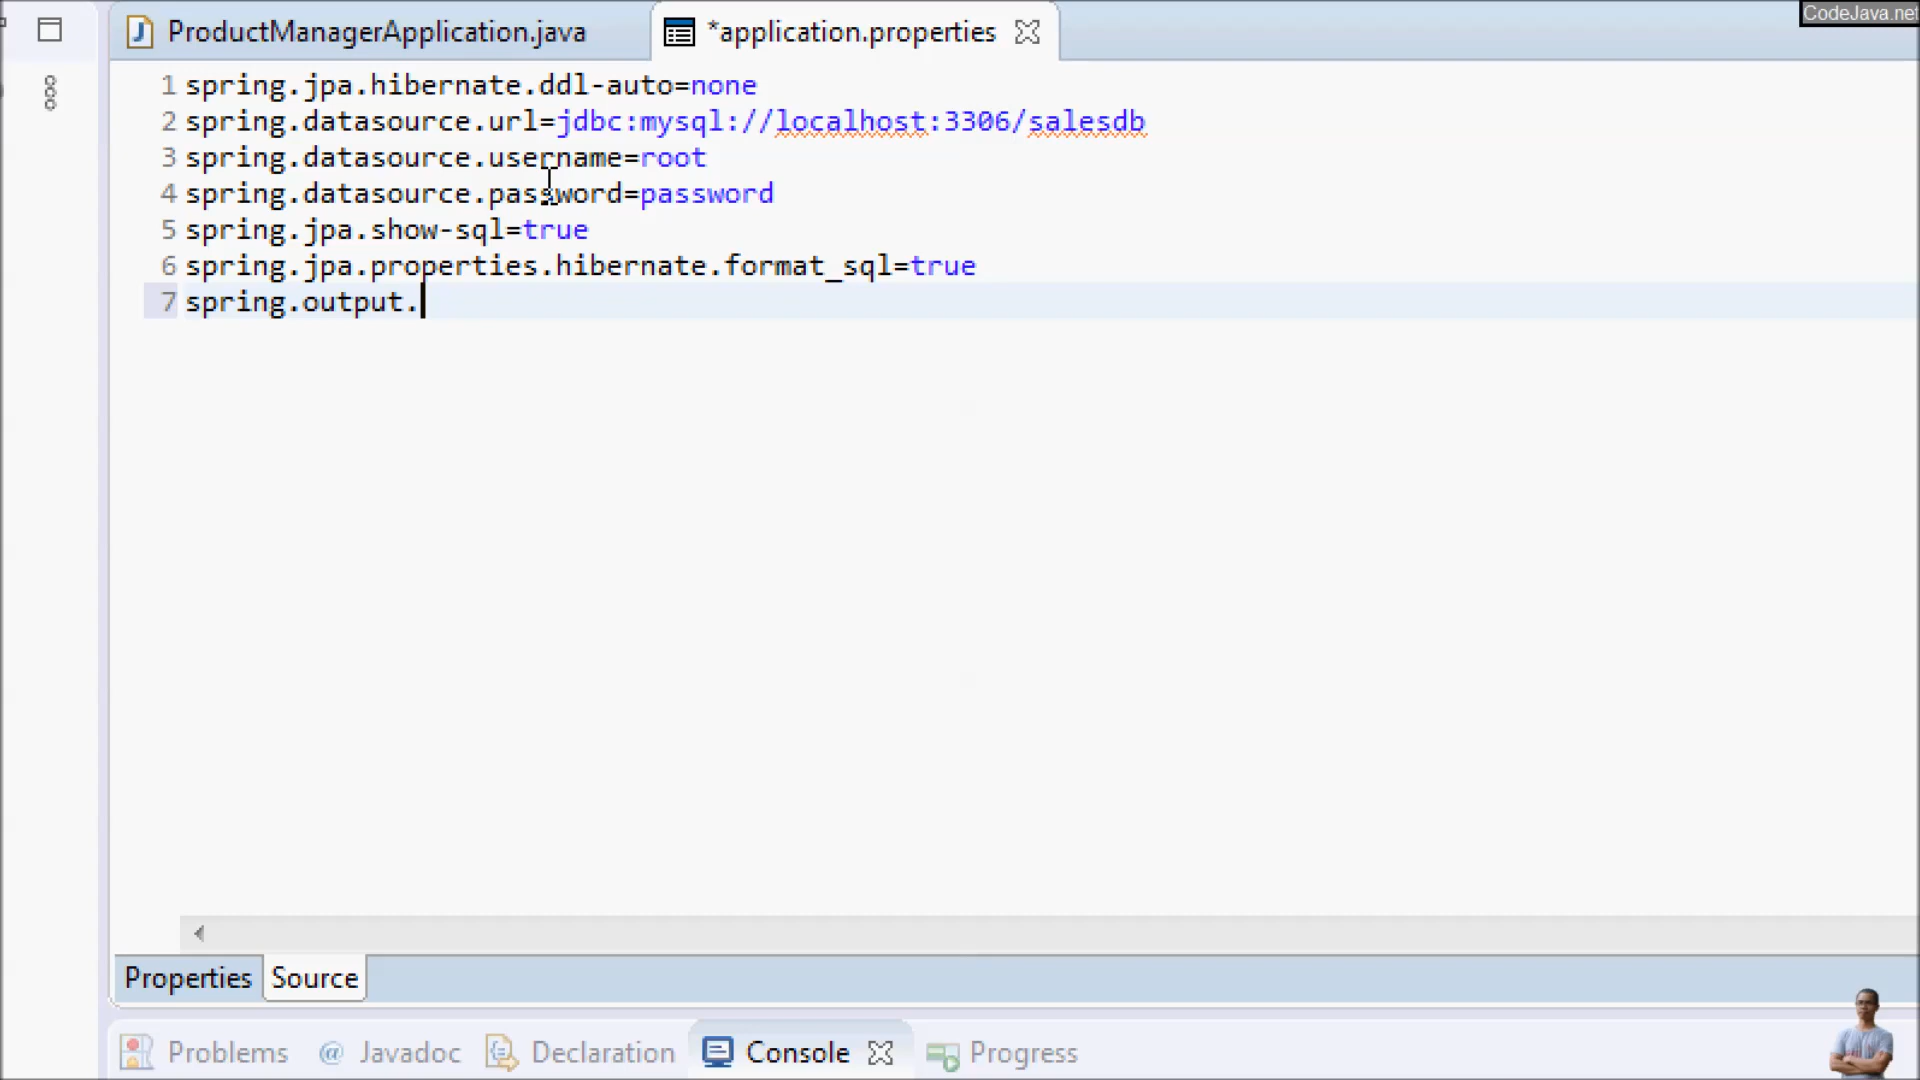 CodeJava.net
ProductManagerApplication.java
*application.properties
1 spring.jpa.hibernate.ddl-auto=none
2 spring.datasource.url=jdbc:mysql://localhost:3306/salesdb
3 spring.datasource.username=root
4 spring.datasource.password=password
5 spring.jpa.show-sql=true
6 spring.jpa.properties.hibernate.format_sql=true
7 spring.output.
Properties Source
Problems @ Javadoc Declaration Console Progress